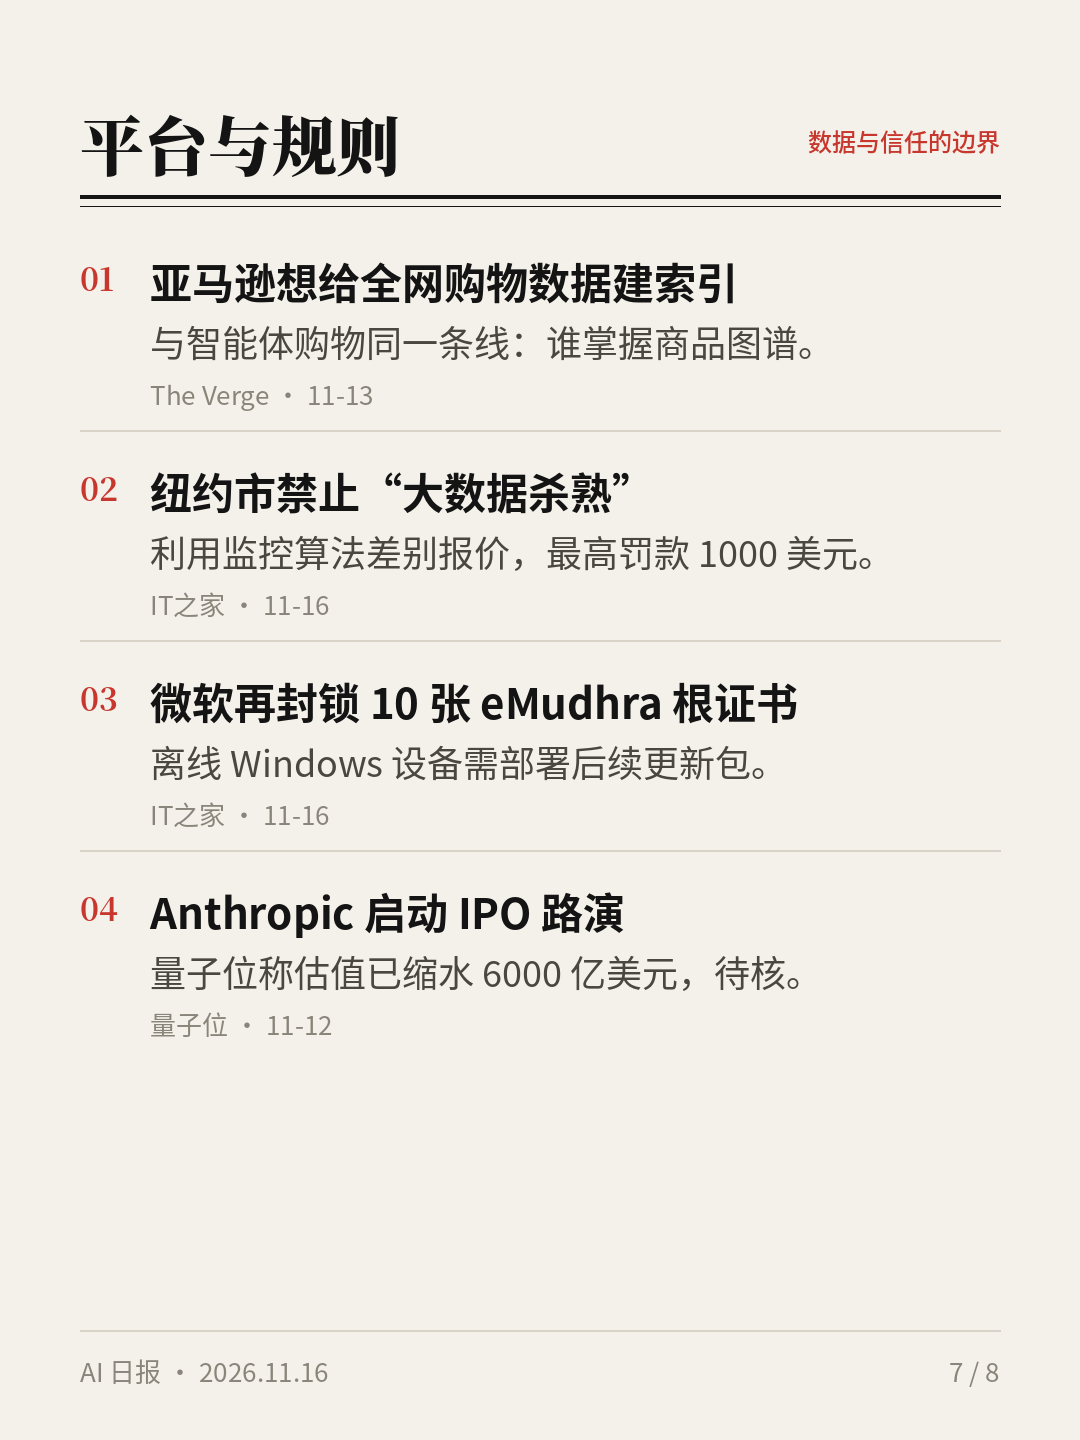 平台与规则
数据与信任的边界
01 亚马逊想给全网购物数据建索引
与智能体购物同一条线：谁掌握商品图谱。
The Verge · 11-13
02 纽约市禁止“大数据杀熟”
利用监控算法差别报价，最高罚款 1000 美元。
IT之家 · 11-16
03 微软再封锁 10 张 eMudhra 根证书
离线 Windows 设备需部署后续更新包。
IT之家 · 11-16
04 Anthropic 启动 IPO 路演
量子位称估值已缩水 6000 亿美元，待核。
量子位 · 11-12
AI 日报 · 2026.11.16
7 / 8